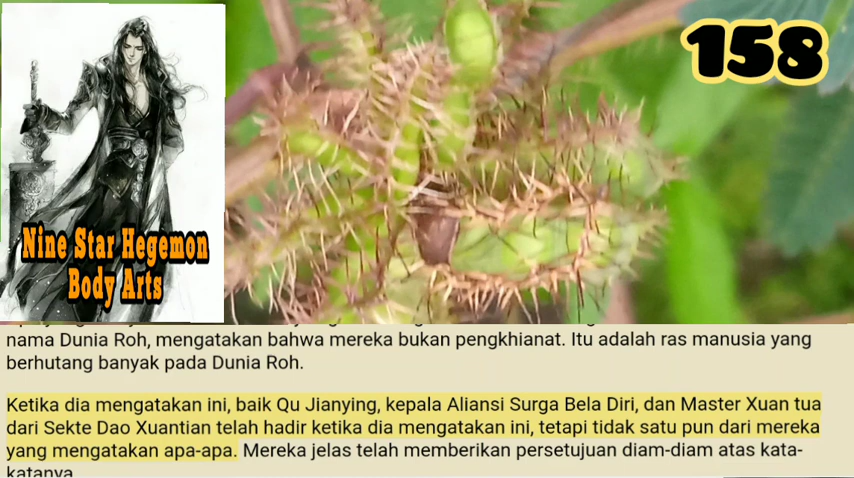 158
Nine Star Hegemon
Body Arts
nama Dunia Roh, mengatakan bahwa mereka bukan pengkhianat. Itu adalah ras manusia yang
berhutang banyak pada Dunia Roh.
Ketika dia mengatakan ini, baik Qu Jianying, kepala Aliansi Surga Bela Diri, dan Master Xuan tua
dari Sekte Dao Xuantian telah hadir ketika dia mengatakan ini, tetapi tidak satu pun dari mereka
yang mengatakan apa-apa. Mereka jelas telah memberikan persetujuan diam-diam atas kata-
katanya